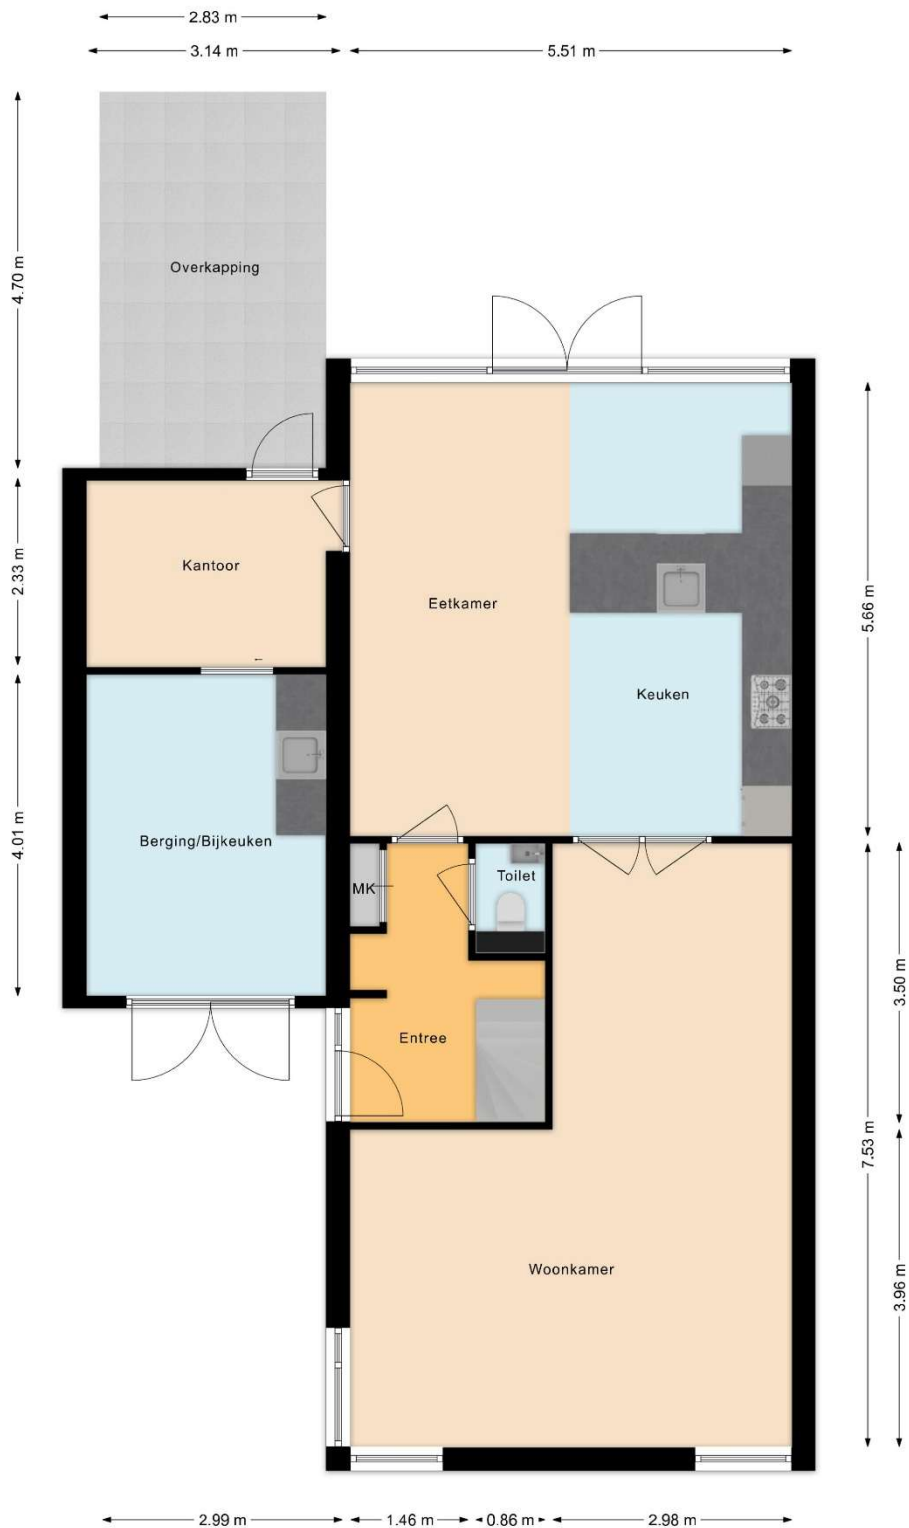 2.83 m
3.14 m
5.51 m
4.70 m
Overkapping
2.33 m
Kantoor
Eetkamer
5.66 m
Keuken
4.01 m
Berging/Bijkeuken
MK
Toilet
3.50 m
Entree
7.53 m
Woonkamer
3.96 m
2.99 m
1.46 m
0.86 m
2.98 m